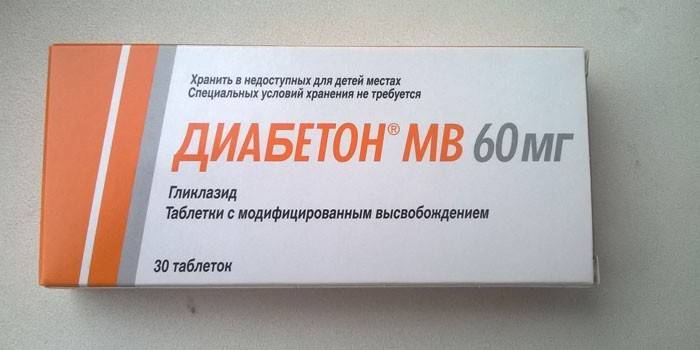 Хранить в недоступных для детей местах
Специальных условий хранения не требуется
ДИАБЕТОН® МВ 60 мг
Гликлазид
Таблетки с модифицированным высвобождением
30 таблеток